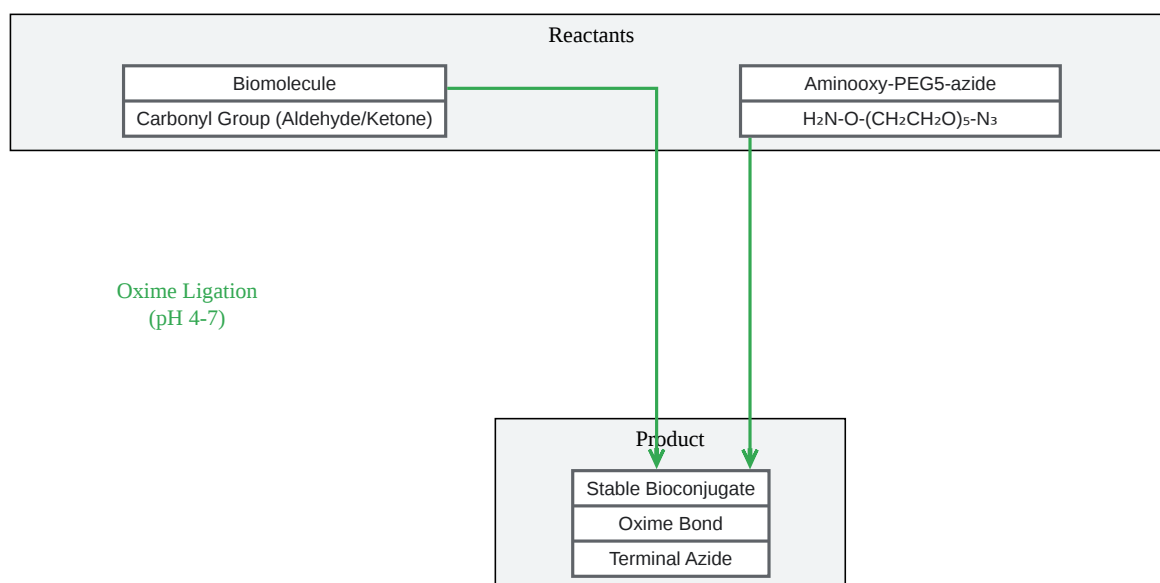 Reactants
Biomolecule
Carbonyl Group (Aldehyde/Ketone)
Aminooxy-PEG5-azide
H₂N-O-(CH₂CH₂O)₅-N₃
Oxime Ligation
(pH 4-7)
Product
Stable Bioconjugate
Oxime Bond
Terminal Azide